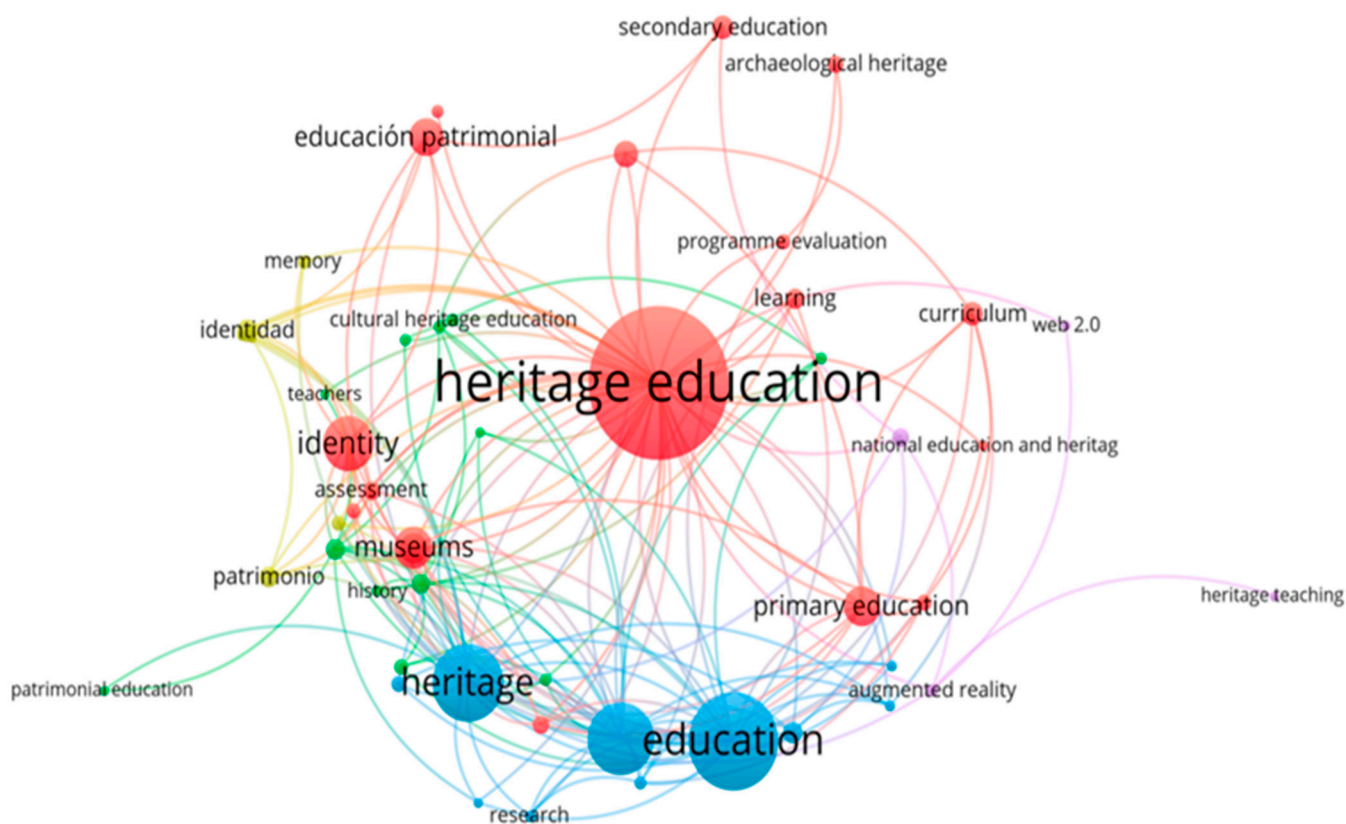 secondary education
archaeological heritage
educación patrimonial
programme evaluation
memory
learning
curriculum
web 2.0
identidad
cultural heritage education
heritage education
teachers
identity
national education and heritag
assessment
museums
patrimonio
history
primary education
heritage teaching
heritage
patrimonial education
augmented reality
education
research